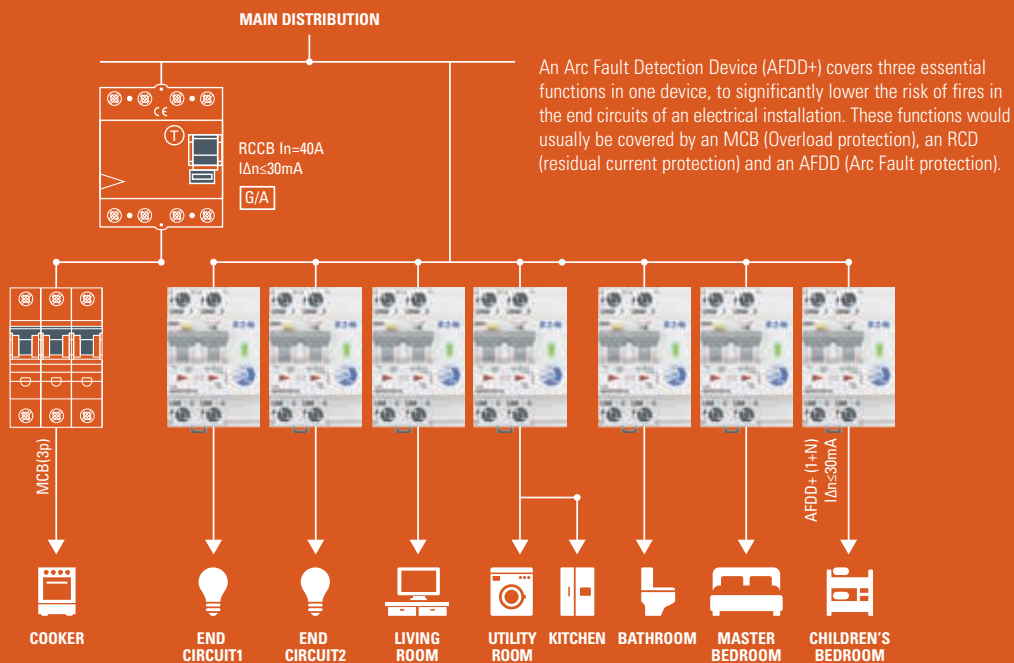 MAIN DISTRIBUTION
An Arc Fault Detection Device (AFDD+) covers three essential
functions in one device, to significantly lower the risk of fires in
the end circuits of an electrical installation. These functions would
usually be covered by an MCB (Overload protection), an RCD
(residual current protection) and an AFDD (Arc Fault protection).
CE
T
RCCB In=40A
IΔn≤30mA
G/A
MCB(3p)
AFDD+ (1+N)
IΔn≤30mA
COOKER
END
CIRCUIT1
END
CIRCUIT2
LIVING
ROOM
UTILITY
ROOM
KITCHEN
BATHROOM
MASTER
BEDROOM
CHILDREN'S
BEDROOM